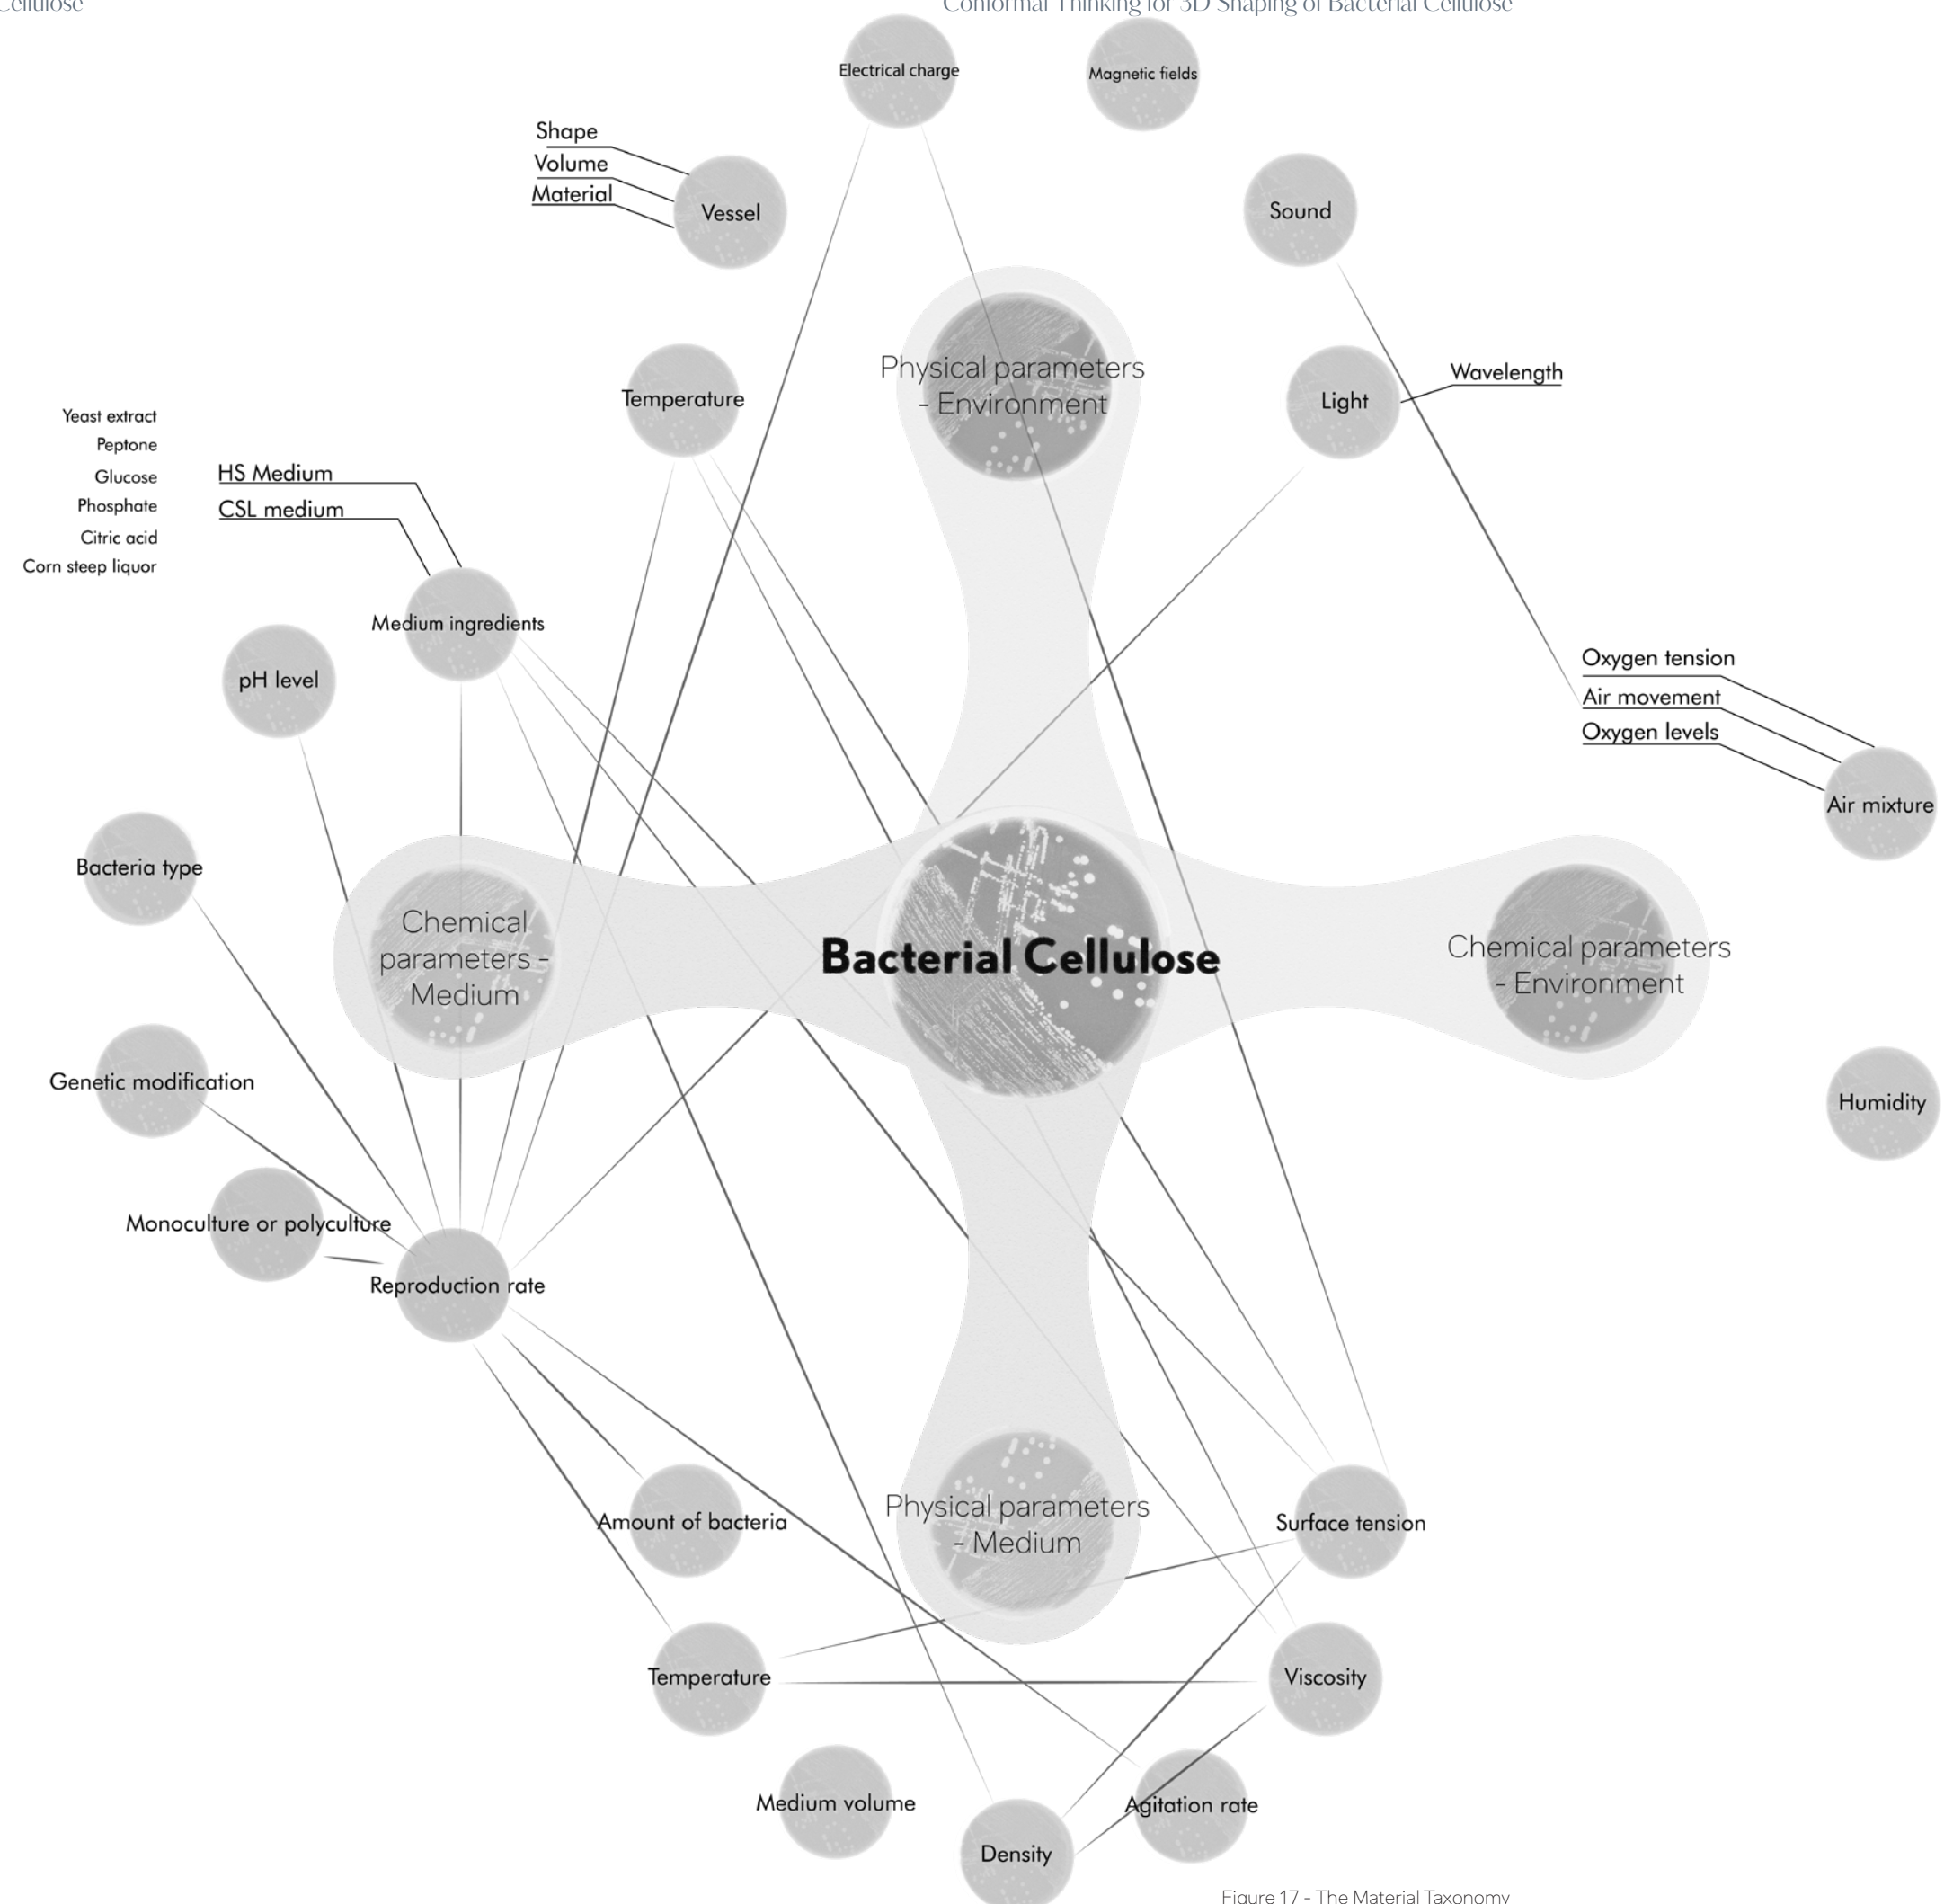 Cellulose
Conformal Thinking for 3D Shaping of Bacterial Cellulose
Electrical charge
Magnetic fields
Shape
Volume
Material
Vessel
Sound
Temperature
Physical parameters
- Environment
Light
Wavelength
Yeast extract
Peptone
Glucose
Phosphate
Citric acid
Corn steep liquor
HS Medium
CSL medium
Medium ingredients
pH level
Oxygen tension
Air movement
Oxygen levels
Air mixture
Bacteria type
Chemical
parameters -
Medium
Bacterial Cellulose
Chemical parameters
- Environment
Genetic modification
Humidity
Monoculture or polyculture
Reproduction rate
Amount of bacteria
Physical parameters
- Medium
Surface tension
Temperature
Viscosity
Medium volume
Agitation rate
Density
Figure 17 - The Material Taxonomy